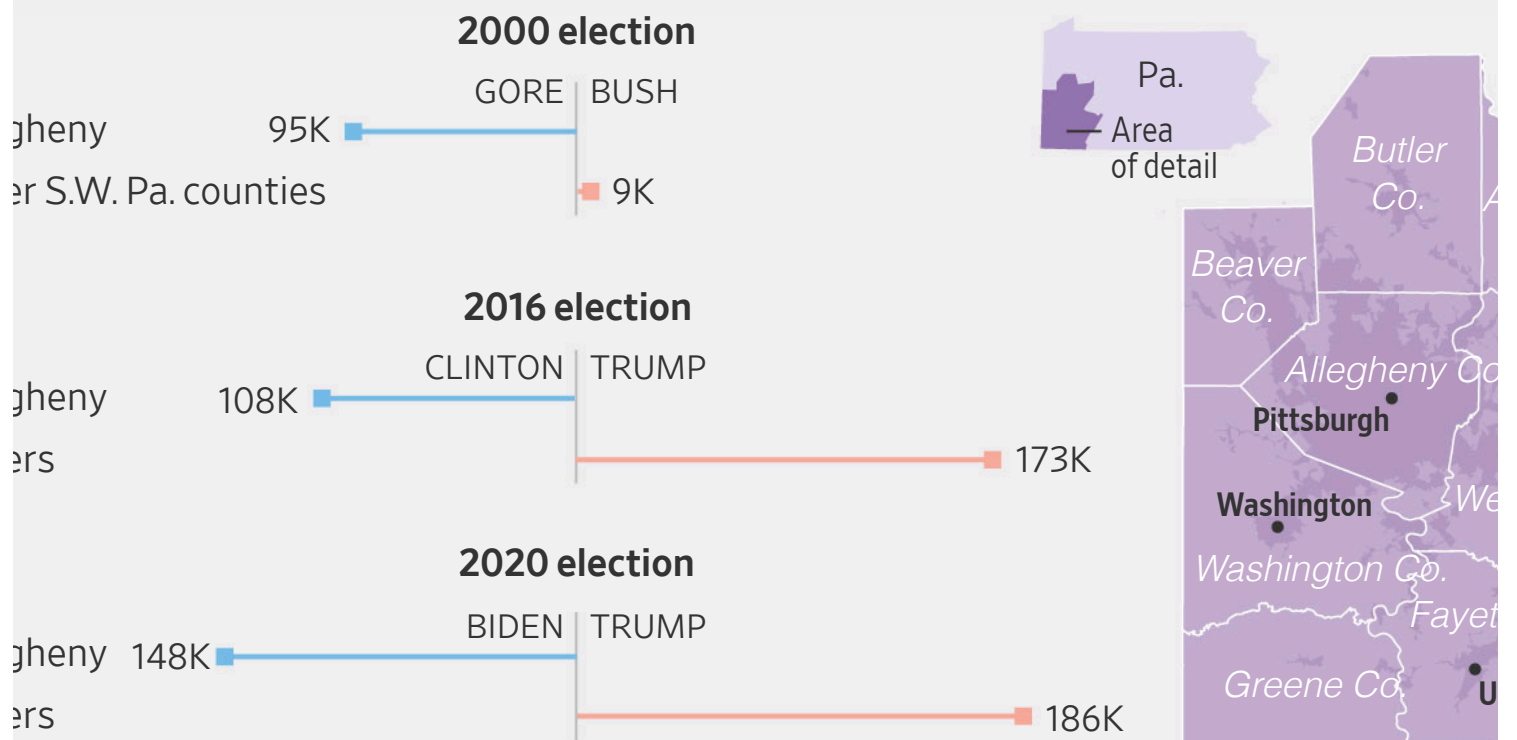 2000 election
GORE BUSH
gheny 95K
er S.W. Pa. counties 9K
2016 election
CLINTON TRUMP
gheny 108K
ers 173K
2020 election
BIDEN TRUMP
gheny 148K
ers 186K
Pa.
Area
of detail
Butler
Co.
A
Beaver
Co.
Allegheny Co
Pittsburgh
Washington
We
Washington Co.
Fayet
Greene Co.
U